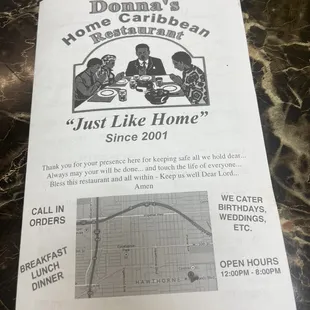 Donna's
Home Caribbean
Restaurant
"Just Like Home"
Since 2001
Thank you for your presence here for keeping safe all we hold dear...
Always may your will be done.. and touch the life of everyone...
Bless this restaurant and all within - Keep us well Dear Lord..
Amen
CALL IN
ORDERS
WE CATER
BIRTHDAYS,
WEDDINGS,
ETC.
BREAKFAST
LUNCH
DINNER
HAWTHORNE
OPEN HOURS
12:00PM - 8:00PM